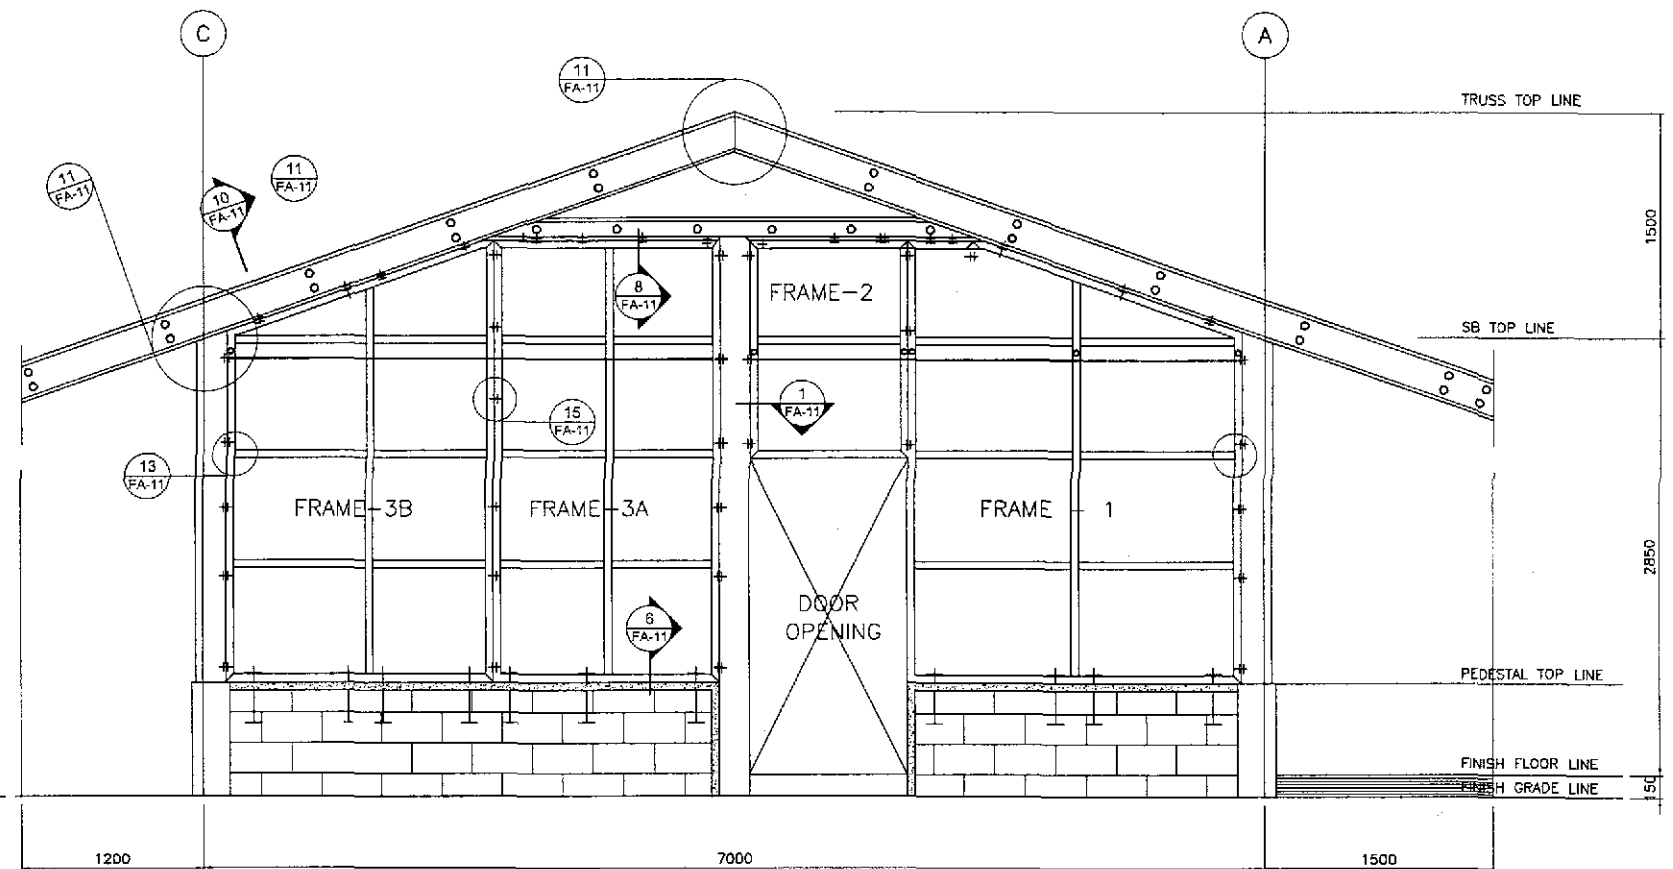 C
A
11
FA-11
TRUSS TOP LINE
11
FA-11
11
FA-11
10
FA-11
1500
8
FA-11
FRAME-2
SB TOP LINE
1
FA-11
15
FA-11
13
FA-11
FRAME-3B
FRAME-3A
FRAME - 1
2850
DOOR
OPENING
6
FA-11
PEDESTAL TOP LINE
FINISH FLOOR LINE
FINISH GRADE LINE
150
1200
7000
1500